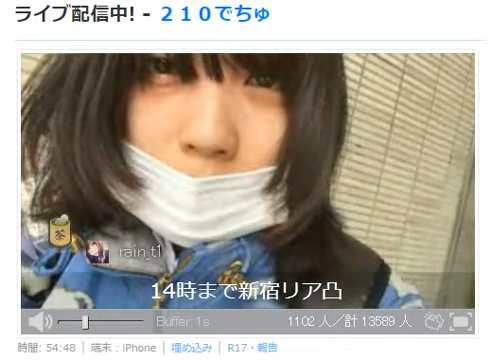 ライブ配信中! - ２１０でちゅ
茶
rain_t1
14時まで新宿リア凸
Buffer: 1s
1102 人／計 13589 人
時間: 54:48 | 端末：iPhone | 埋め込み | R17・報告